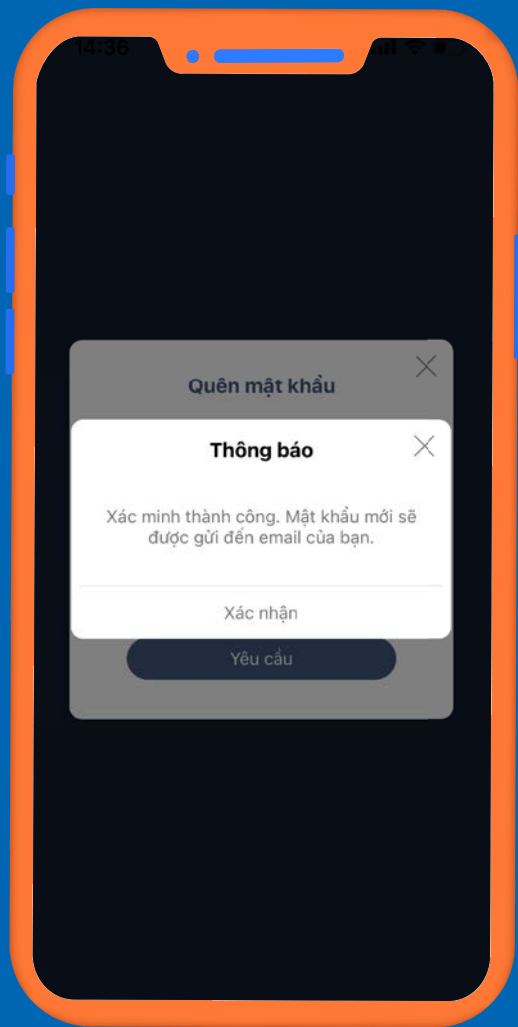 14:36
Quên mật khẩu
Thông báo
Xác minh thành công. Mật khẩu mới sẽ
được gửi đến email của bạn.
Xác nhận
Yêu cầu